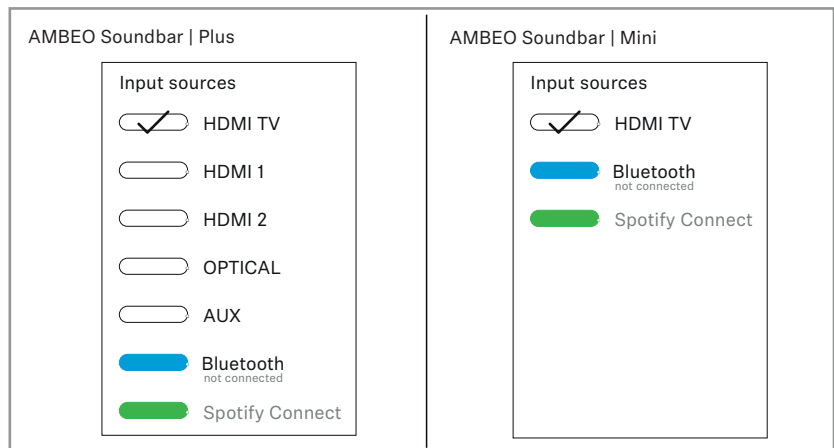 AMBEO Soundbar | Plus
Input sources
HDMI TV
HDMI 1
HDMI 2
OPTICAL
AUX
Bluetooth
not connected
Spotify Connect
AMBEO Soundbar | Mini
Input sources
HDMI TV
Bluetooth
not connected
Spotify Connect